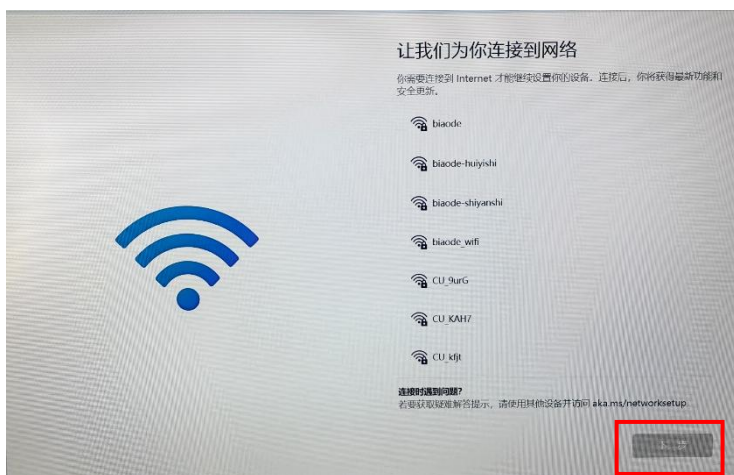 让我们为你连接到网络
你需要连接到 Internet 才能继续设置你的设备。连接后，你将获得最新功能和
安全更新。
biaode
biaode-huiyishi
biaode-shiyanshi
biaode_wifi
CU_9urG
CU_KAH7
CU_kfjt
连接时遇到问题?
若要获取疑难解答提示，请使用其他设备并访问 aka.ms/networksetup